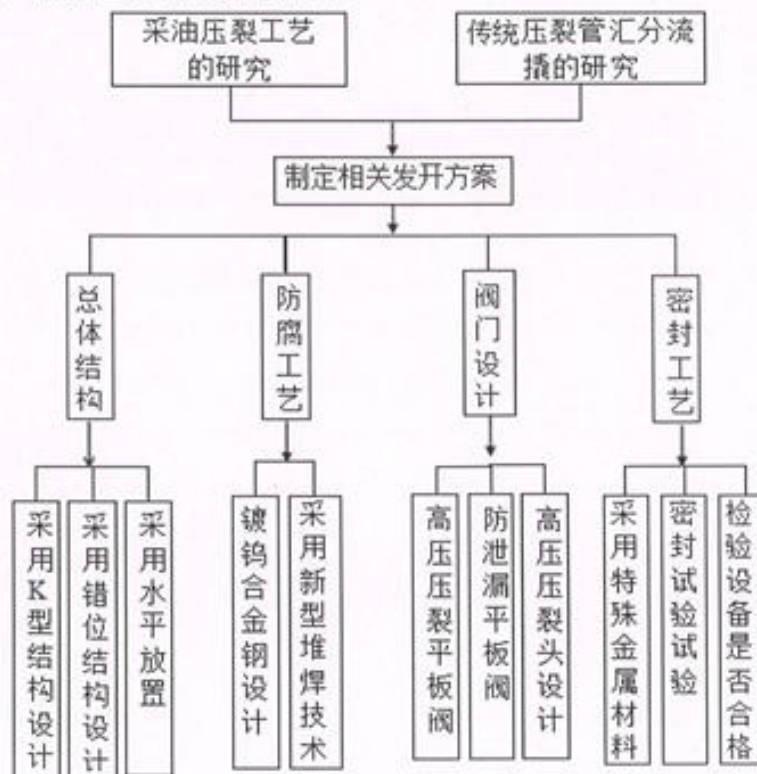 采油压裂工艺
的研究
传统压裂管汇分流
撬的研究
制定相关发开方案
总体结构
防腐工艺
阀门设计
密封工艺
采用K型结构设计
采用错位结构设计
采用水平放置
镀钨合金钢设计
采用新型堆焊技术
高压压裂平板阀
防泄漏平板阀
高压压裂头设计
采用特殊金属材料
密封试验试验
检验设备是否合格